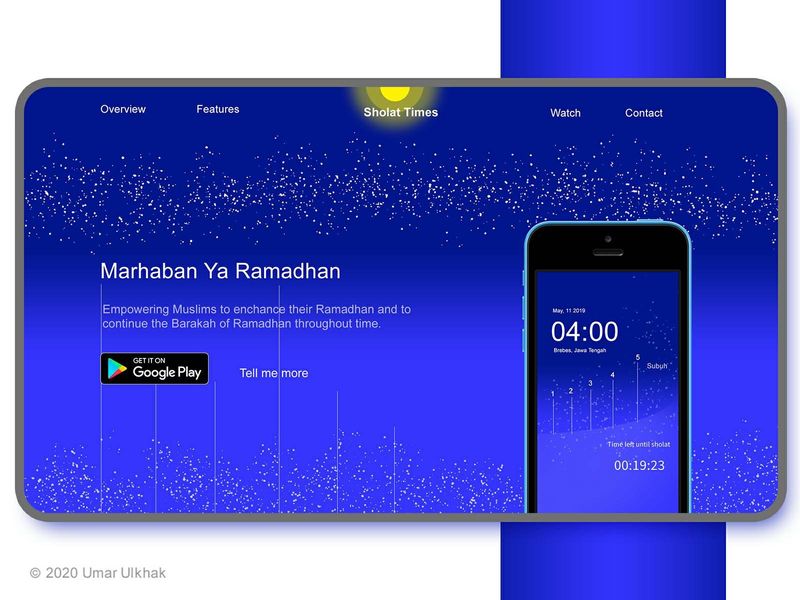 Overview
Features
Sholat Times
Watch
Contact
Marhaban Ya Ramadhan
Empowering Muslims to enchance their Ramadhan and to
continue the Barakah of Ramadhan throughout time.
GET IT ON
Google Play
Tell me more
May, 11 2019
04:00
Brebes, Jawa Tengah
1
2
3
4
5
Subuh
Time left until sholat
00:19:23
© 2020 Umar Ulkhak